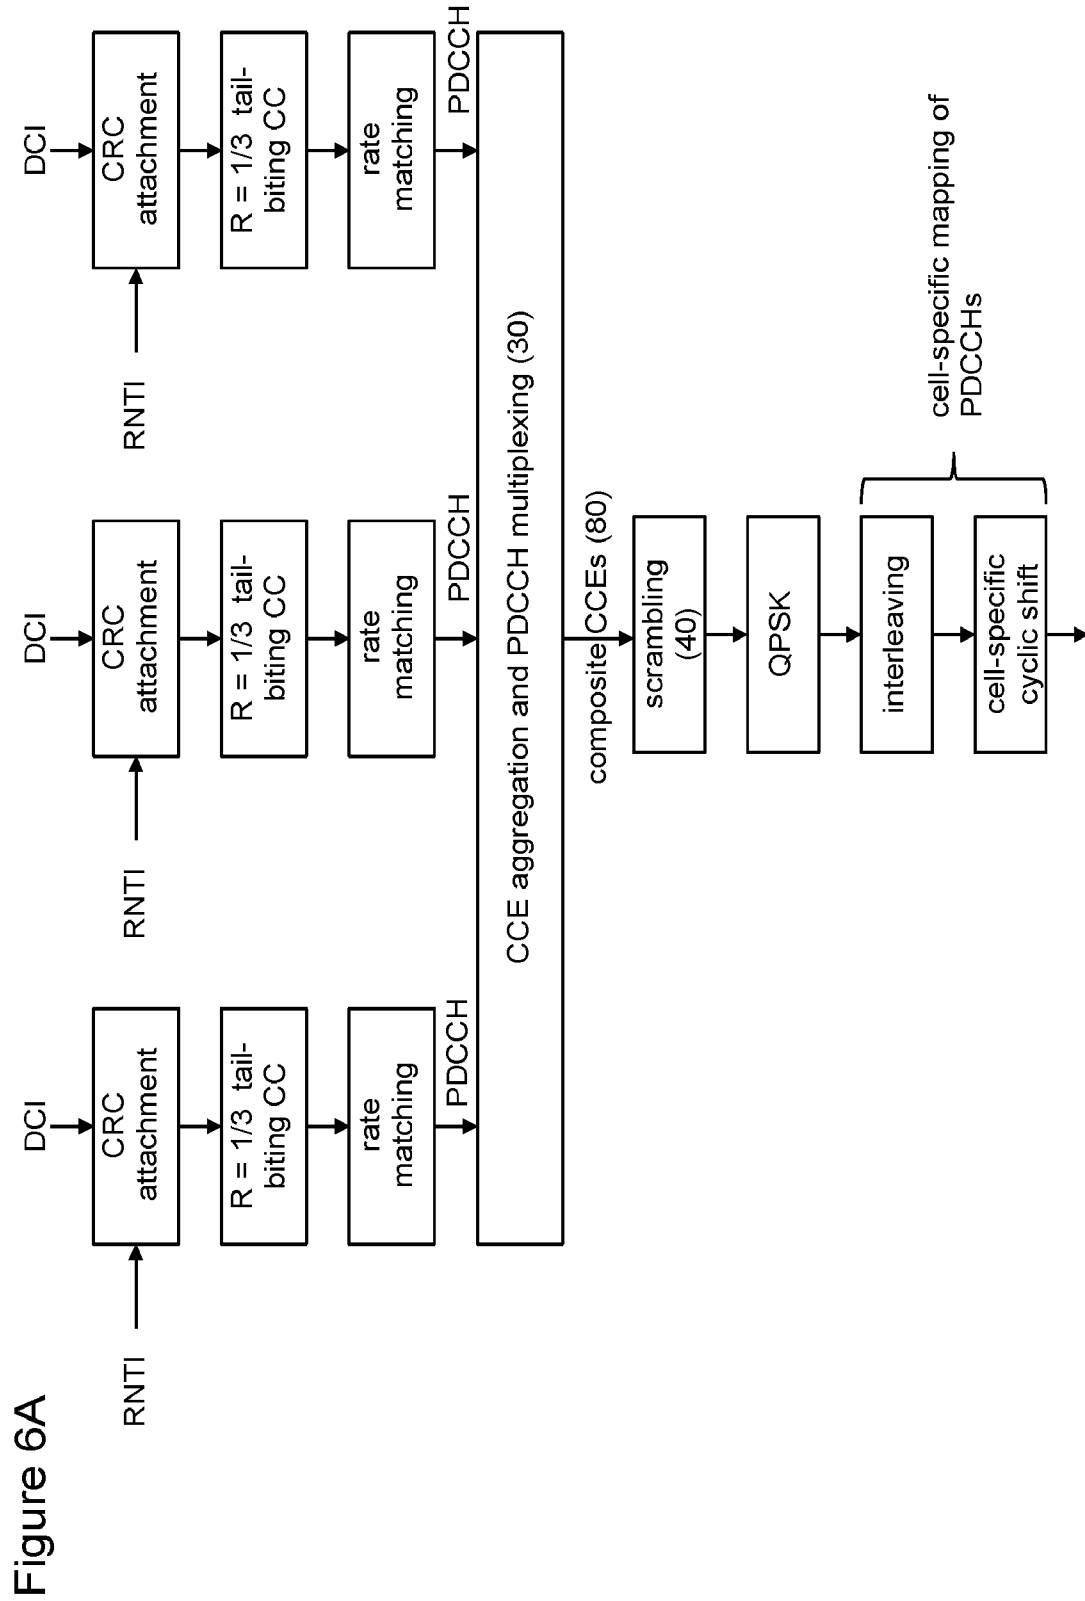 Figure 6A
DCI
DCI
DCI
RNTI
CRC
attachment
RNTI
CRC
attachment
RNTI
CRC
attachment
R = 1/3 tail-
biting CC
R = 1/3 tail-
biting CC
R = 1/3 tail-
biting CC
rate
matching
rate
matching
rate
matching
PDCCH
PDCCH
PDCCH
CCE aggregation and PDCCH multiplexing (30)
composite CCEs (80)
scrambling
(40)
QPSK
interleaving
cell-specific
cyclic shift
cell-specific mapping of
PDCCHs